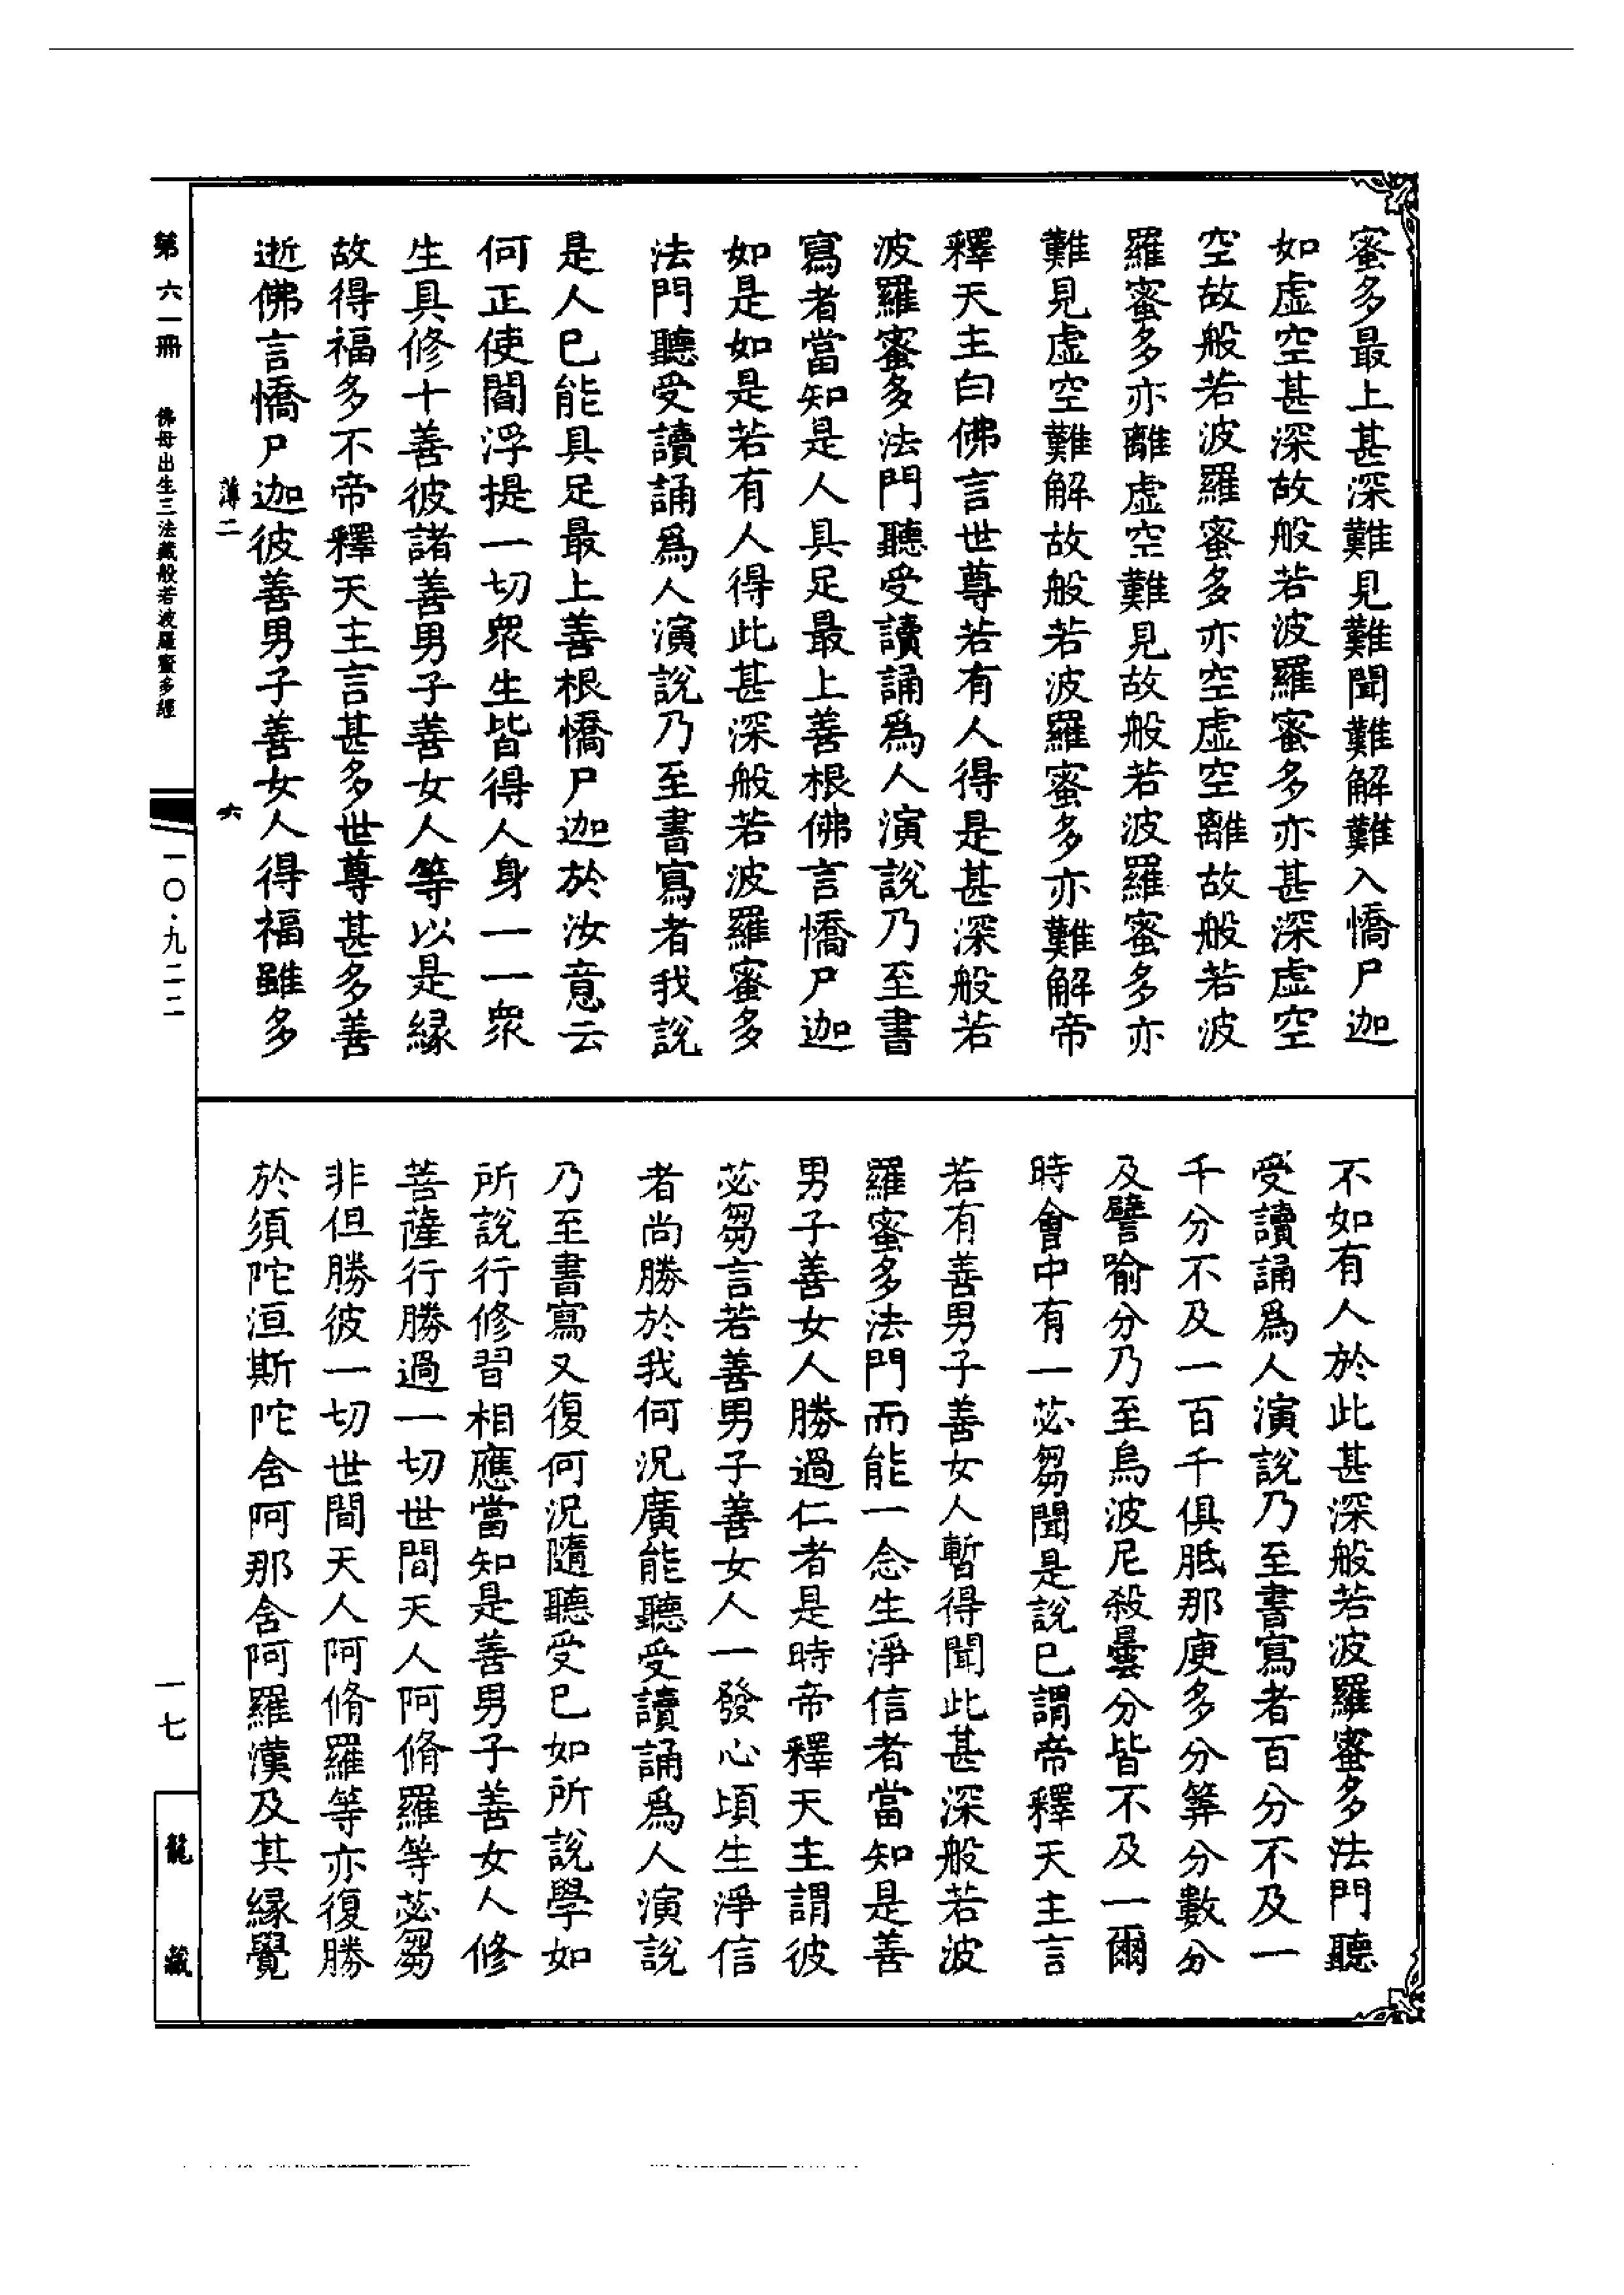 蜜多最上甚深難見難聞難解難入憍尸迦
如虛空甚深故般若波羅蜜多亦甚深虛空
空故般若波羅蜜多亦空虛空離故般若波
羅蜜多亦離虛空難見故般若波羅蜜多亦
難見虛空難解故般若波羅蜜多亦難解帝
釋天主白佛言世尊若有人得是甚深般若
波羅蜜多法門聽受讀誦爲人演說乃至書
寫者當知是人具足最上善根佛言憍尸迦
如是如是若有人得此甚深般若波羅蜜多
法門聽受讀誦爲人演說乃至書寫者我說
是人已能具足最上善根憍尸迦於汝意云
何正使閻浮提一切眾生皆得人身一一眾
生具修十善彼諸善男子善女人等以是緣
故得福多不帝釋天主言甚多世尊甚多善
逝佛言憍尸迦彼善男子善女人得福雖多
薄二
六
不如有人於此甚深般若波羅蜜多法門聽
受讀誦爲人演說乃至書寫者百分不及一
千分不及一百千俱胝那庾多分筭分數分
及譬喻分乃至烏波尼殺曇分皆不及一爾
時會中有一苾芻聞是說已謂帝釋天主言
若有善男子善女人暫得聞此甚深般若波
羅蜜多法門而能一念生淨信者當知是善
男子善女人勝過仁者是時帝釋天主謂彼
苾芻言若善男子善女人一發心頃生淨信
者尚勝於我何況廣能聽受讀誦爲人演說
乃至書寫又復何況隨聽受已如所說學如
所說行修習相應當知是善男子善女人修
菩薩行勝過一切世間天人阿脩羅等苾芻
非但勝彼一切世間天人阿脩羅等亦復勝
於須陀洹斯陀含阿那含阿羅漢及其緣覺
第六一冊
佛母出生三法藏般若波羅蜜多經
一〇·九二二
一七
龍藏